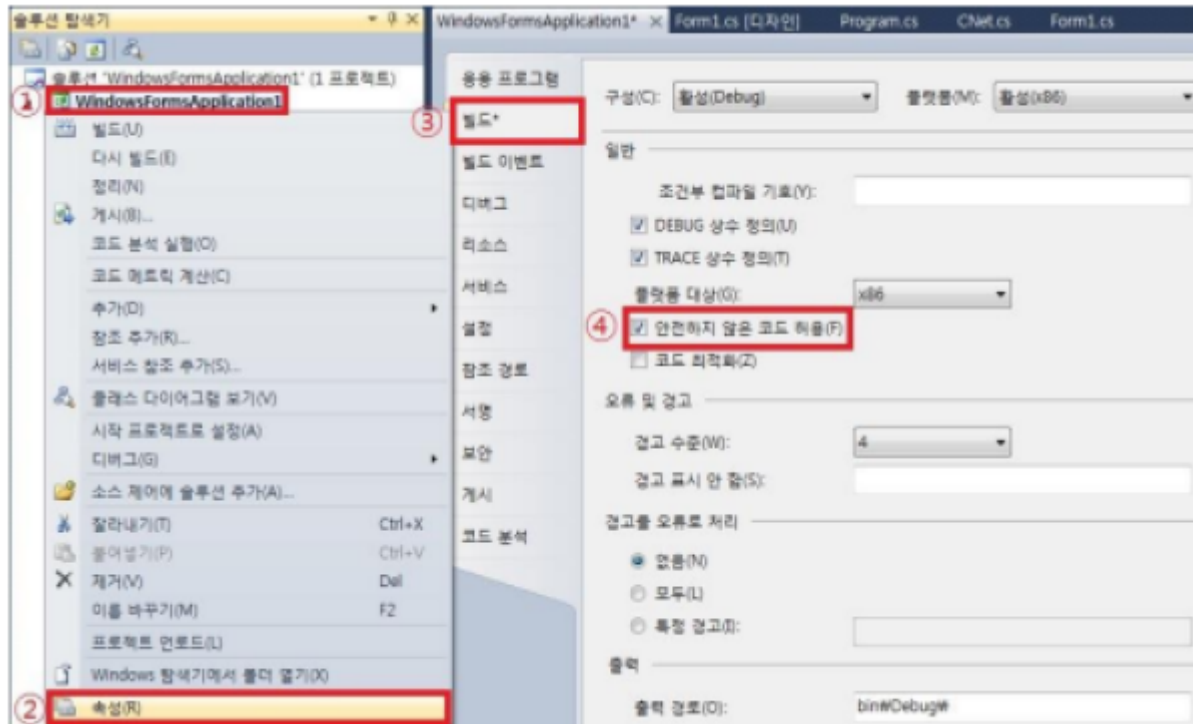 솔루션 탐색기
솔루션 'WindowsFormsApplication1' (1 프로젝트)
① WindowsFormsApplication1
빌드(U)
다시 빌드(E)
정리(N)
게시(B)...
코드 분석 실행(O)
코드 메트릭 계산(C)
추가(D)
참조 추가(R)...
서비스 참조 추가(S)...
클래스 다이어그램 보기(V)
시작 프로젝트로 설정(A)
디버그(G)
소스 제어에 솔루션 추가(A)...
잘라내기(T) Ctrl+X
붙여넣기(P) Ctrl+V
제거(V) Del
이름 바꾸기(M) F2
프로젝트 언로드(L)
Windows 탐색기에서 폴더 열기(X)
② 속성(R)
WindowsFormsApplication1* Form1.cs [디자인] Program.cs CNet.cs Form1.cs
응용 프로그램
③ 빌드*
빌드 이벤트
디버그
리소스
서비스
설정
참조 경로
서명
보안
게시
코드 분석
구성(C): 활성(Debug) 플랫폼(M): 활성(x86)
일반
조건부 컴파일 기호(Y):
DEBUG 상수 정의(U)
TRACE 상수 정의(T)
플랫폼 대상(G): x86
④ 안전하지 않은 코드 허용(F)
코드 최적화(Z)
오류 및 경고
경고 수준(W): 4
경고 표시 안 함(S):
경고를 오류로 처리
없음(N)
모두(L)
특정 경고(I):
출력
출력 경로(O): bin₩Debug₩